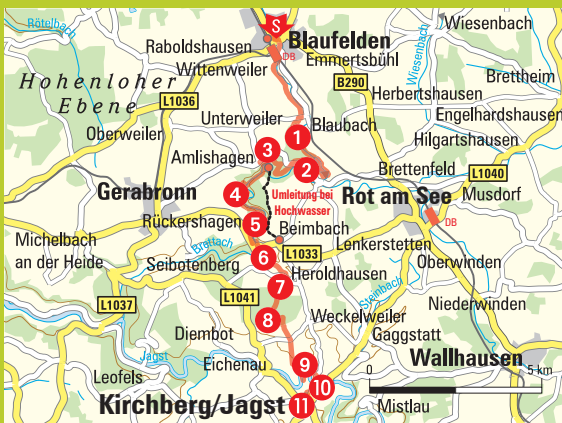 Rötelbach
S
Wiesenbach
Raboldshausen
Blaufelden
DB
Emmertsbühl
Wiesenbach
Wittenweiler
Brettheim
Hohenloher
Ebene
L1036
B290
Herbertshausen
Unterweiler
1
Blaubach
Engelhardshausen
Oberweiler
Hilgartshausen
3
Amlishagen
2
Brettenfeld
L1040
Gerabronn
4
Umleitung bei
Hochwasser
Rot am See
Musdorf
Rückershagen
5
DB
Beimbach
Michelbach
an der Heide
Brettach
Lenkerstetten
L1033
Seibotenberg
6
Oberwinden
Heroldhausen
L1037
L1041
7
Steinbach
Niederwinden
8
Weckelweiler
Diembot
Gaggstatt
Jagst
Eichenau
9
Wallhausen
Leofels
10
0
5 km
Kirchberg/Jagst
11
Mistlau